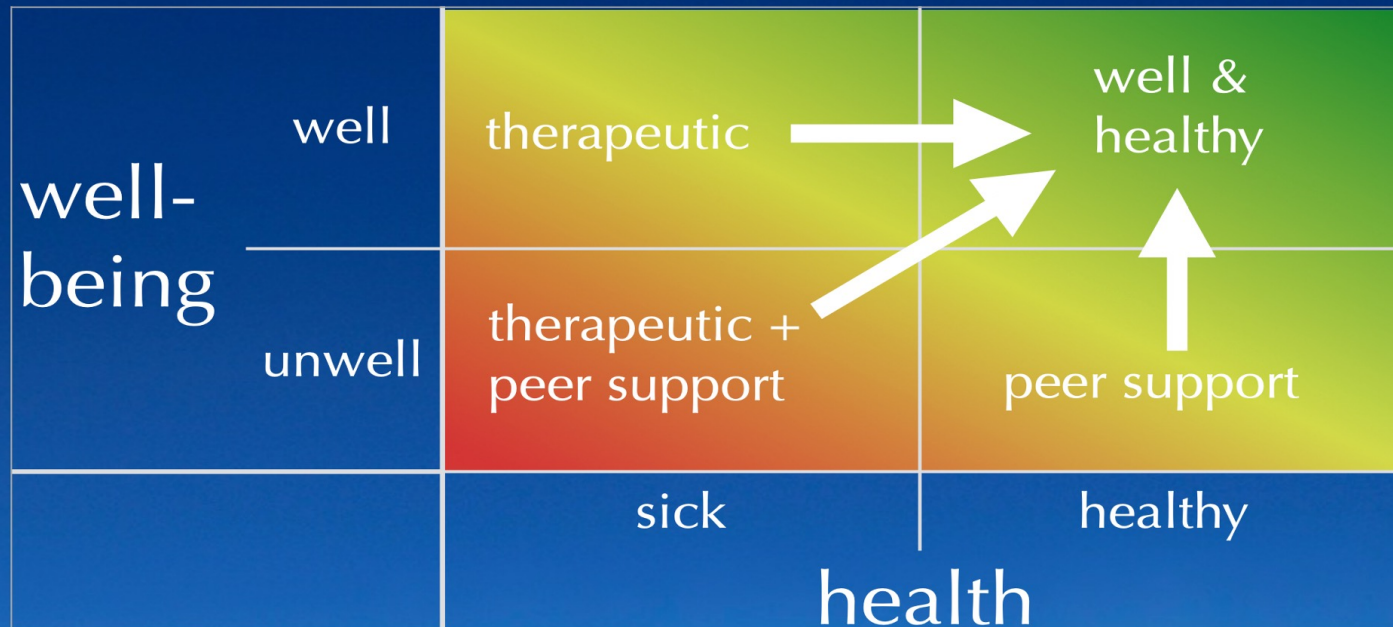 well-
being
well
unwell
therapeutic
well &
healthy
therapeutic +
peer support
peer support
sick
healthy
health